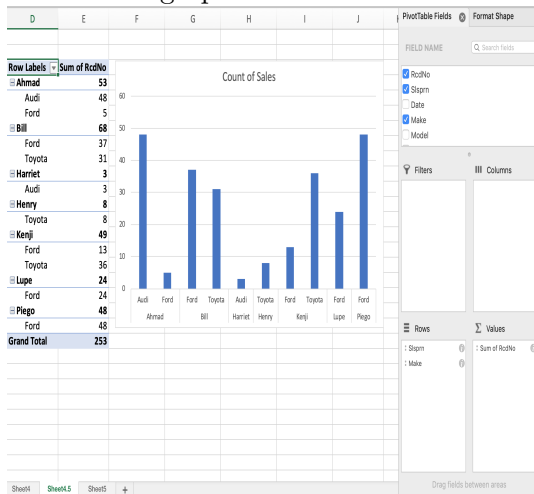 D E F G H I J
PivotTable Fields Format Shape
FIELD NAME Search fields
Row Labels Sum of RcdNo
Ahmad 53
Audi 48
Ford 5
Bill 68
Ford 37
Toyota 31
Harriet 3
Audi 3
Henry 8
Toyota 8
Kenji 49
Ford 13
Toyota 36
Lupe 24
Ford 24
Piego 48
Ford 48
Grand Total 253
Count of Sales
60
50
40
30
20
10
0
Audi Ford Ford Toyota Audi Toyota Ford Toyota Ford Ford
Ahmad Bill Harriet Henry Kenji Lupe Piego
RcdNo
Slsprn
Date
Make
Model
Filters Columns
Rows Values
Slsprn Sum of RcdNo
Make
Drag fields between areas
Sheet4 Sheet4.5 Sheet5 +